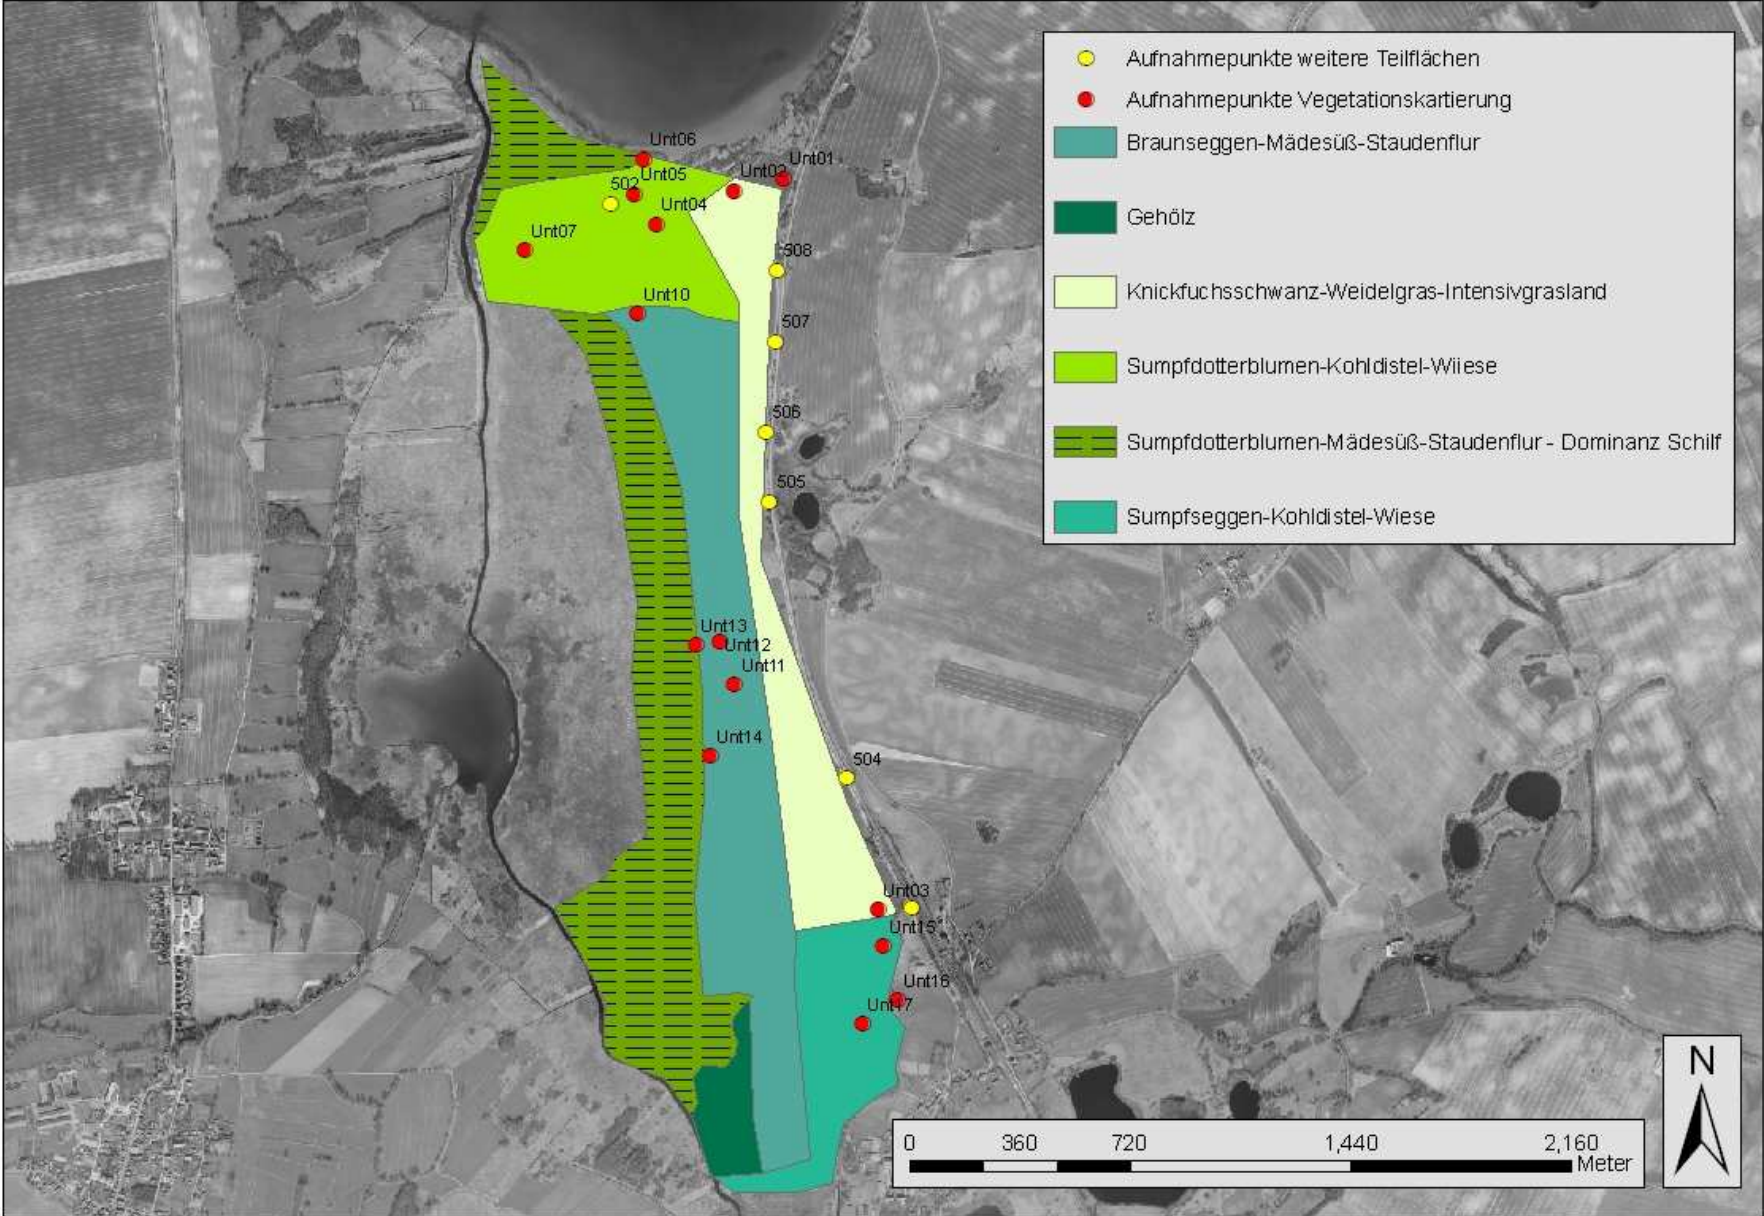 Aufnahmepunkte weitere Teilflächen
Aufnahmepunkte Vegetationskartierung
Braunseggen-Mädesüß-Staudenflur
Gehölz
Knickfuchsschwanz-Weidelgras-Intensivgrasland
Sumpfdotterblumen-Kohldistel-Wiiese
Sumpfdotterblumen-Mädesüß-Staudenflur - Dominanz Schilf
Sumpfseggen-Kohldistel-Wiese
Unt06
Unt01
Unt02
Unt05
502
Unt04
Unt07
508
Unt10
507
506
505
Unt13
Unt12
Unt11
Unt14
504
Unt03
Unt15
Unt16
Unt17
N
0 360 720 1,440 2,160
Meter